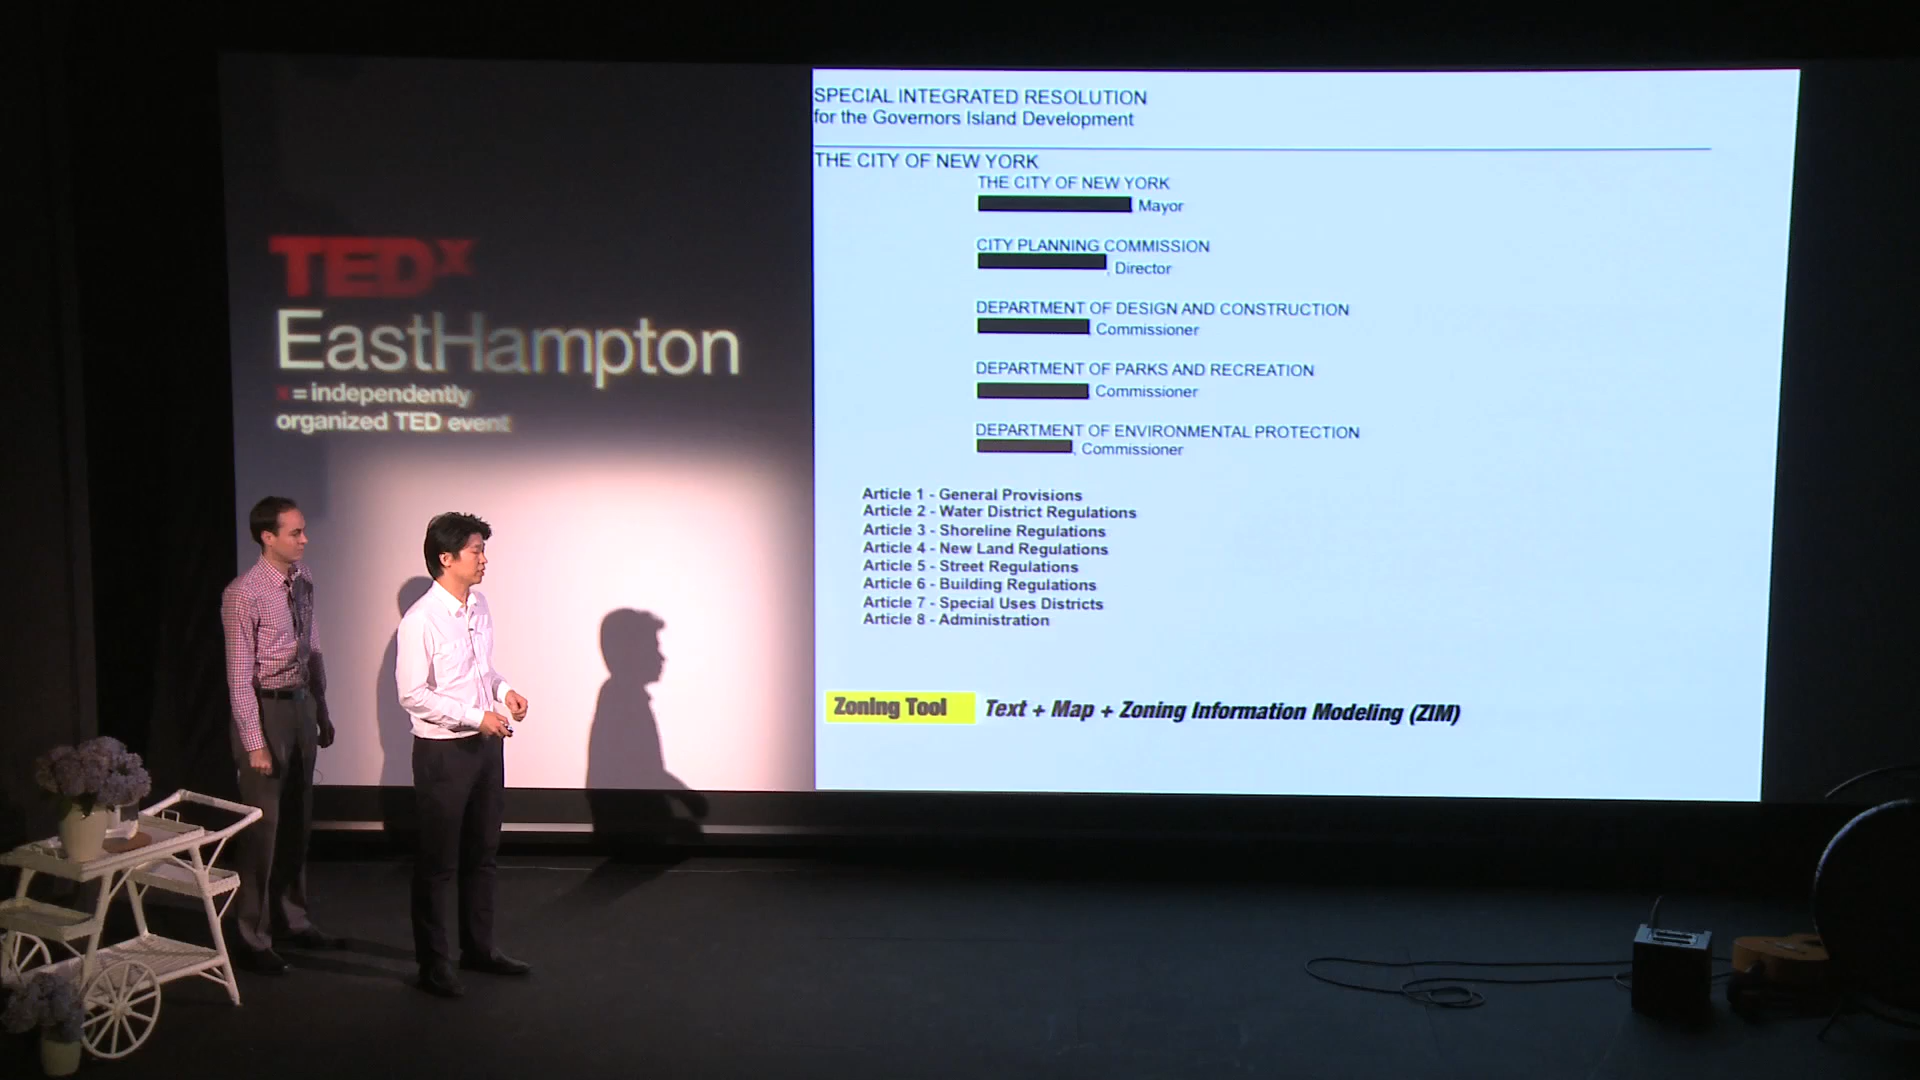 TEDx
EastHampton
x = independently
organized TED event
SPECIAL INTEGRATED RESOLUTION
for the Governors Island Development
THE CITY OF NEW YORK
THE CITY OF NEW YORK
, Mayor
CITY PLANNING COMMISSION
, Director
DEPARTMENT OF DESIGN AND CONSTRUCTION
, Commissioner
DEPARTMENT OF PARKS AND RECREATION
, Commissioner
DEPARTMENT OF ENVIRONMENTAL PROTECTION
, Commissioner
Article 1 - General Provisions
Article 2 - Water District Regulations
Article 3 - Shoreline Regulations
Article 4 - New Land Regulations
Article 5 - Street Regulations
Article 6 - Building Regulations
Article 7 - Special Uses Districts
Article 8 - Administration
Zoning Tool Text + Map + Zoning Information Modeling (ZIM)